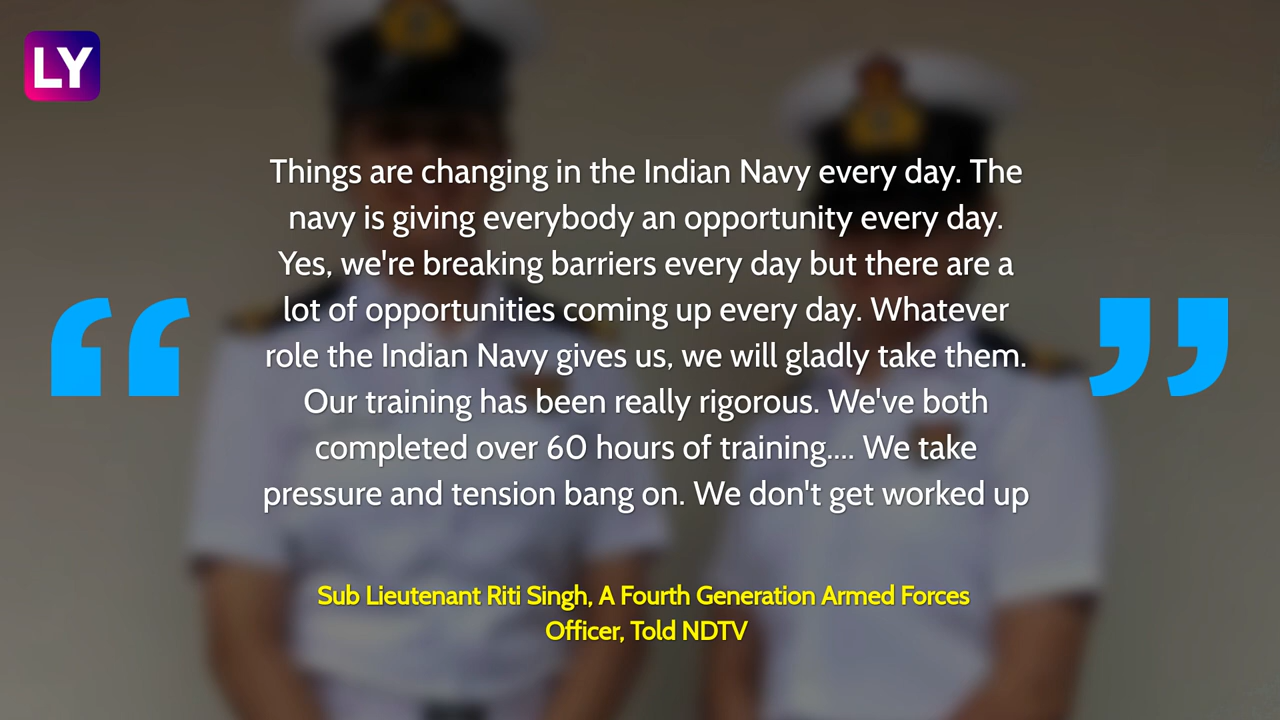 LY
Things are changing in the Indian Navy every day. The
navy is giving everybody an opportunity every day.
Yes, we're breaking barriers every day but there are a
lot of opportunities coming up every day. Whatever
role the Indian Navy gives us, we will gladly take them.
Our training has been really rigorous. We've both
completed over 60 hours of training.... We take
pressure and tension bang on. We don't get worked up
Sub Lieutenant Riti Singh, A Fourth Generation Armed Forces
Officer, Told NDTV